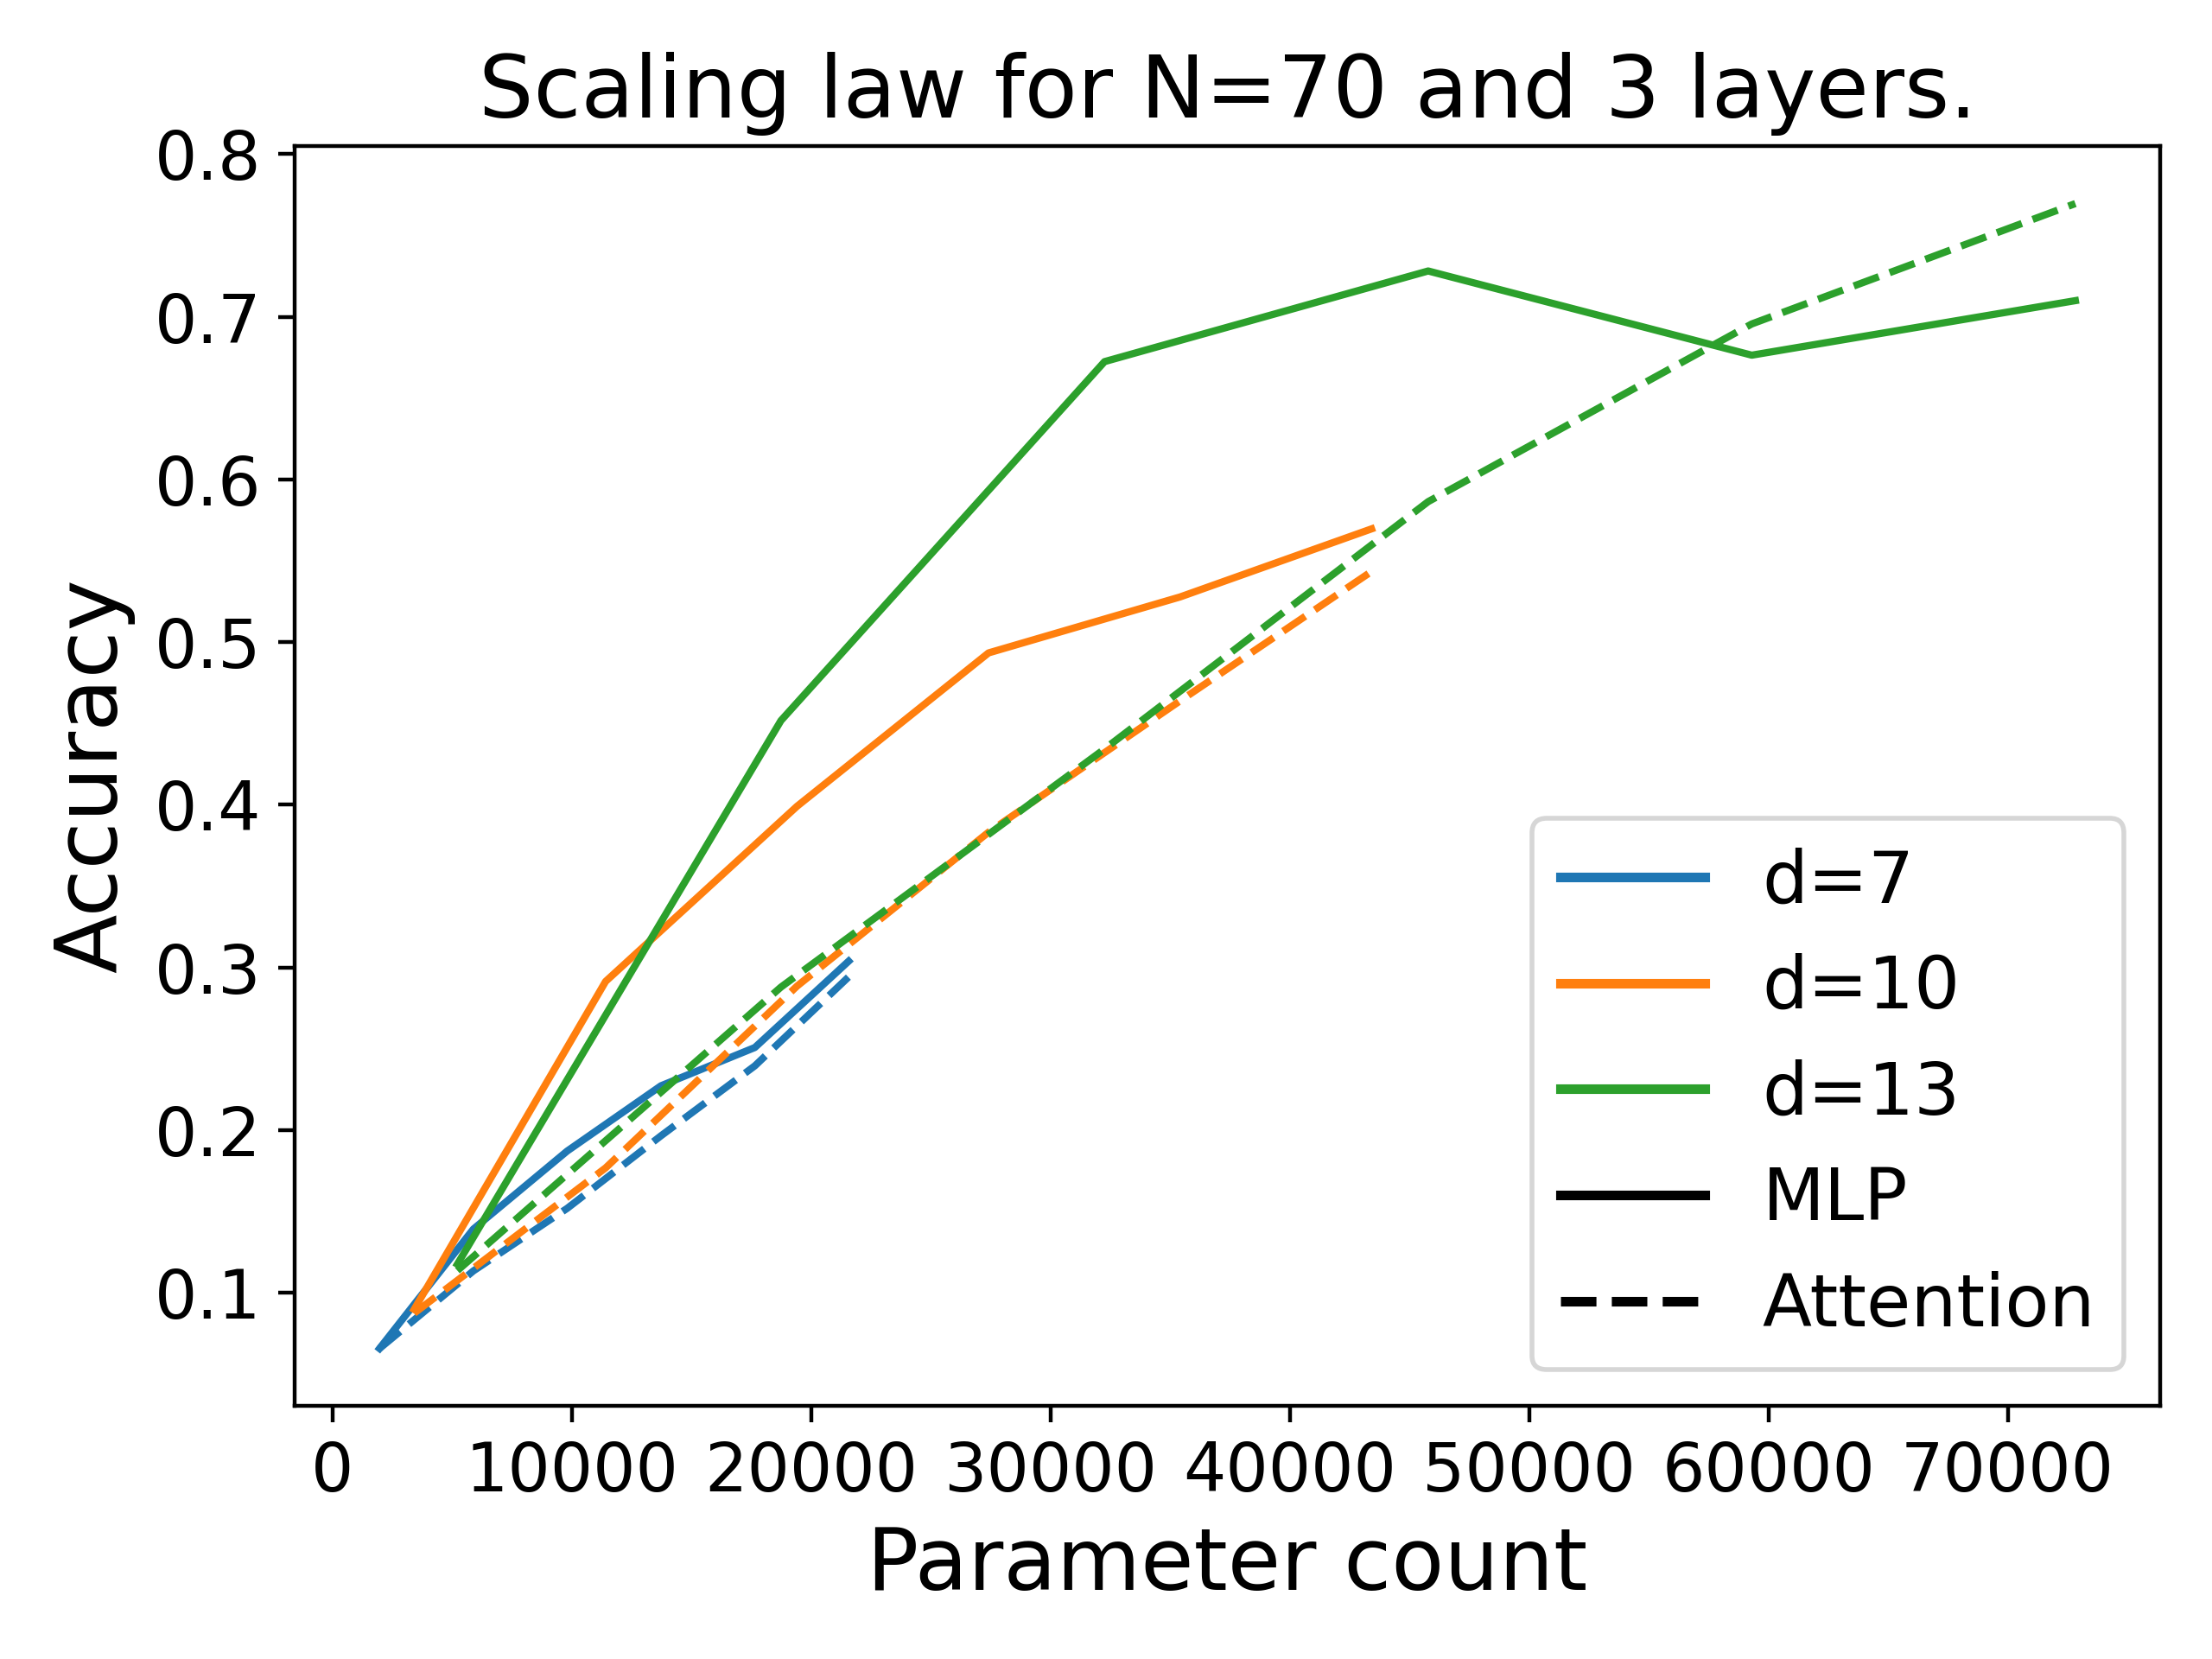 Scaling law for N=70 and 3 layers.
0.8
0.7
0.6
0.5
0.4
0.3
0.2
0.1
Accuracy
d=7
d=10
d=13
MLP
Attention
0 10000 20000 30000 40000 50000 60000 70000
Parameter count